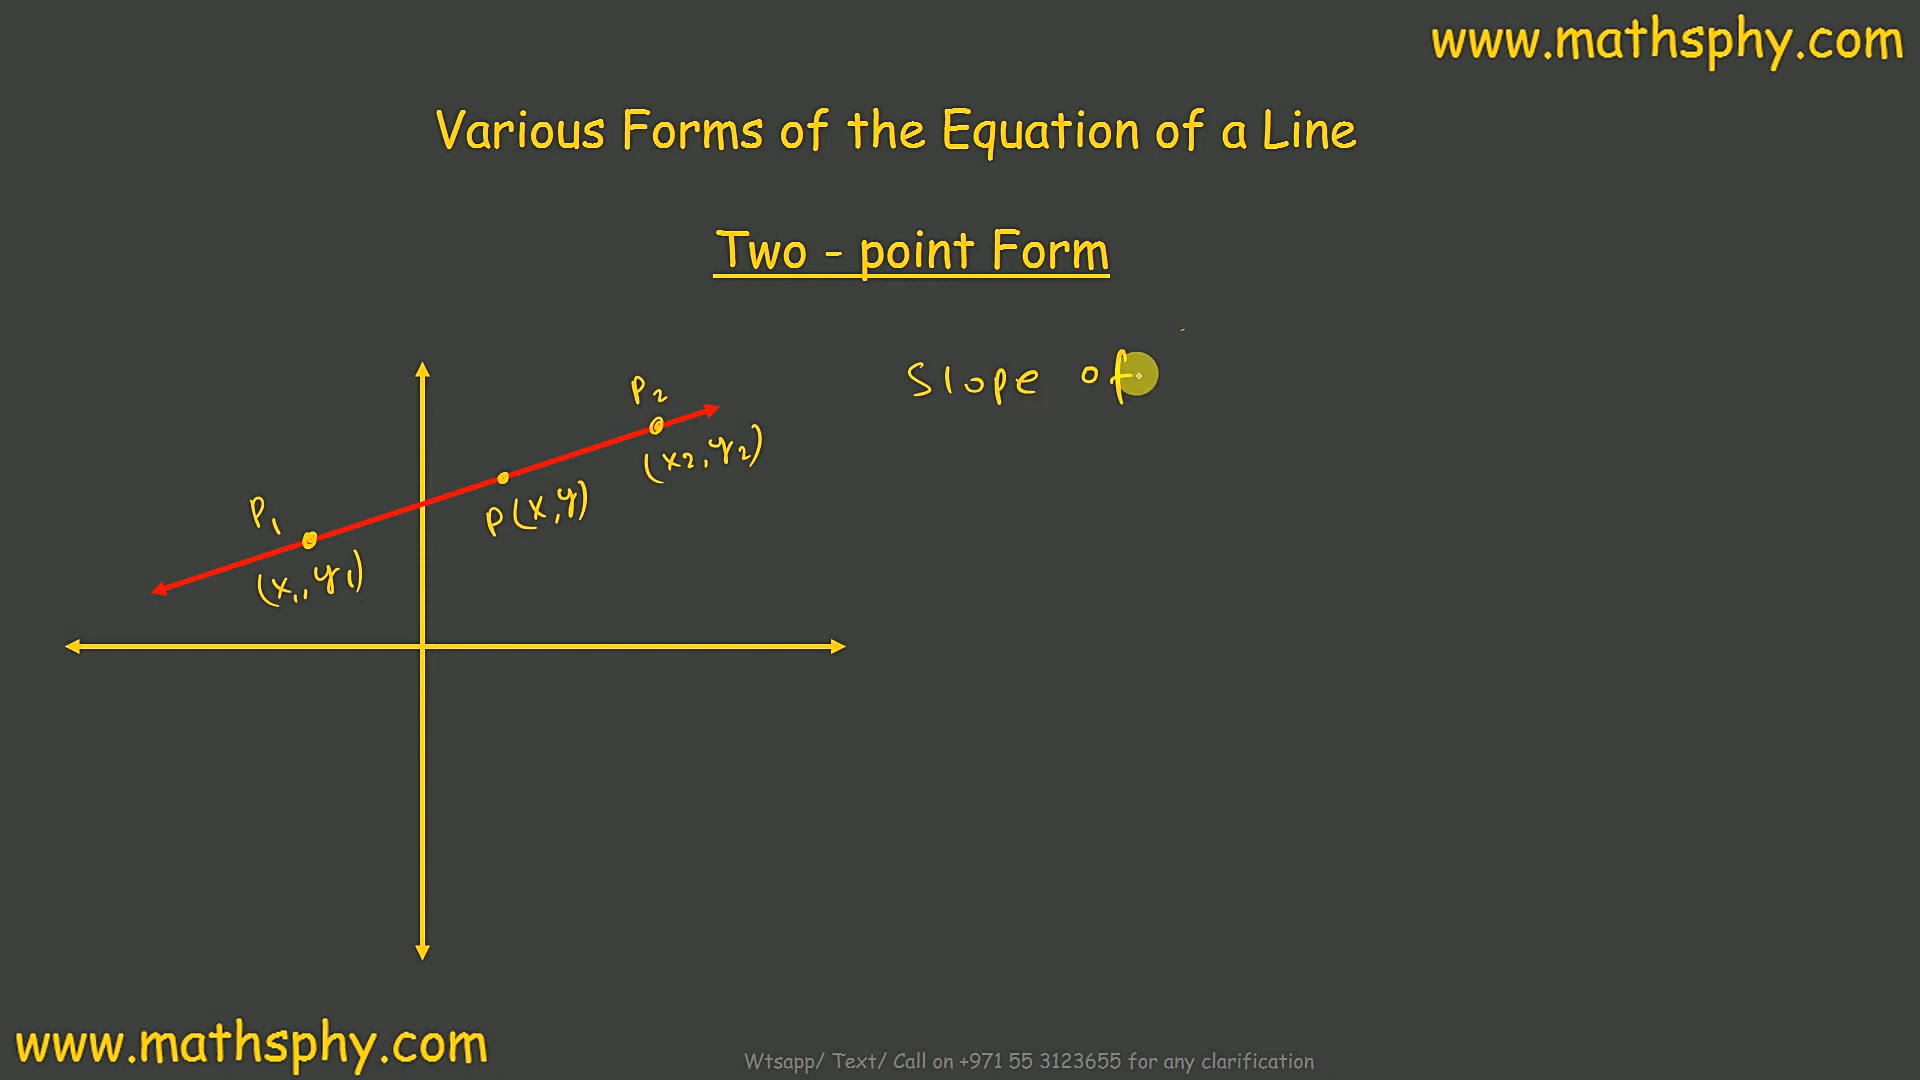 www.mathsphy.com
Various Forms of the Equation of a Line
Two - point Form
Slope of
P2
(x2, y2)
P(x, y)
P1
(x1, y1)
www.mathsphy.com
Wtsapp/ Text/ Call on +971 55 3123655 for any clarification